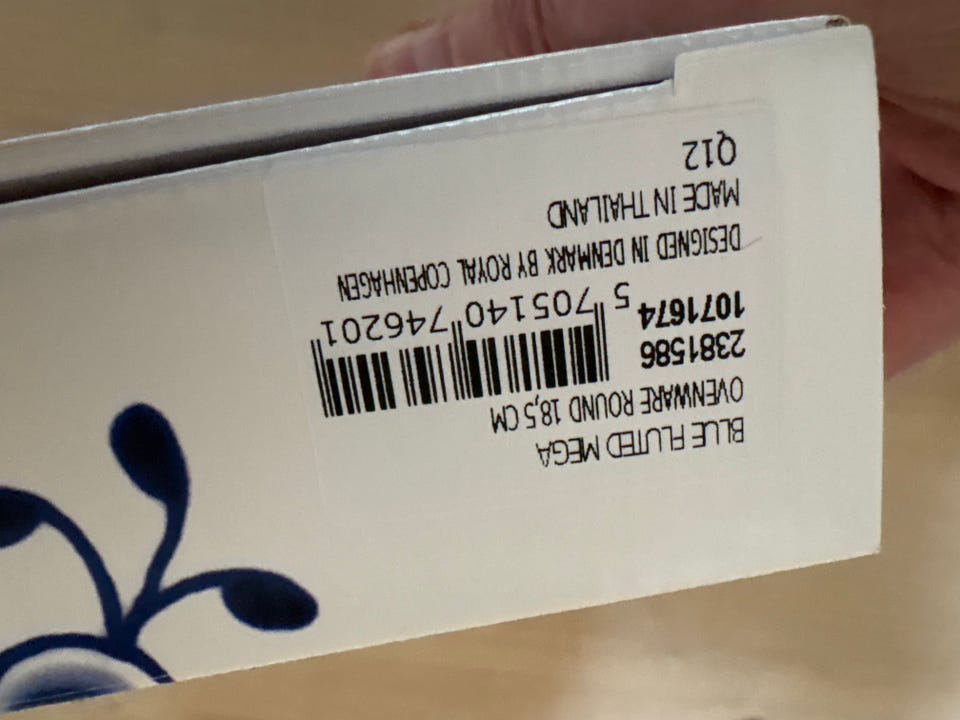 BLUE FLUTED MEGA
OVENWARE ROUND 18,5 CM
2381586
1071674
5 705140 746201
DESIGNED IN DENMARK BY ROYAL COPENHAGEN
MADE IN THAILAND
Q12